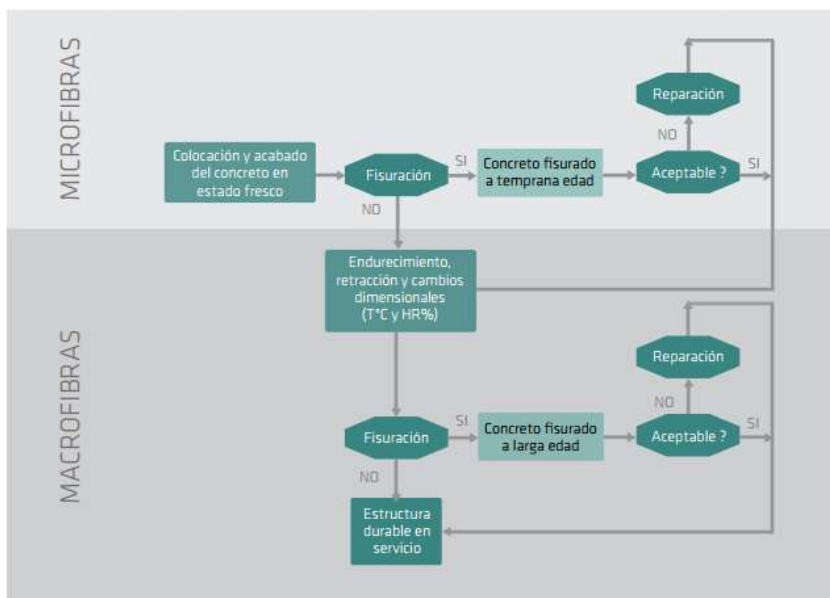 MICROFIBRAS
Reparación
NO
Colocación y acabado
del concreto en
estado fresco
Fisuración
SI
Concreto fisurado
a temprana edad
Aceptable ?
SI
NO
Endurecimiento,
retracción y cambios
dimensionales
(T°C y HR%)
MACROFIBRAS
Reparación
NO
Fisuración
SI
Concreto fisurado
a larga edad
Aceptable ?
SI
NO
Estructura
durable en
servicio